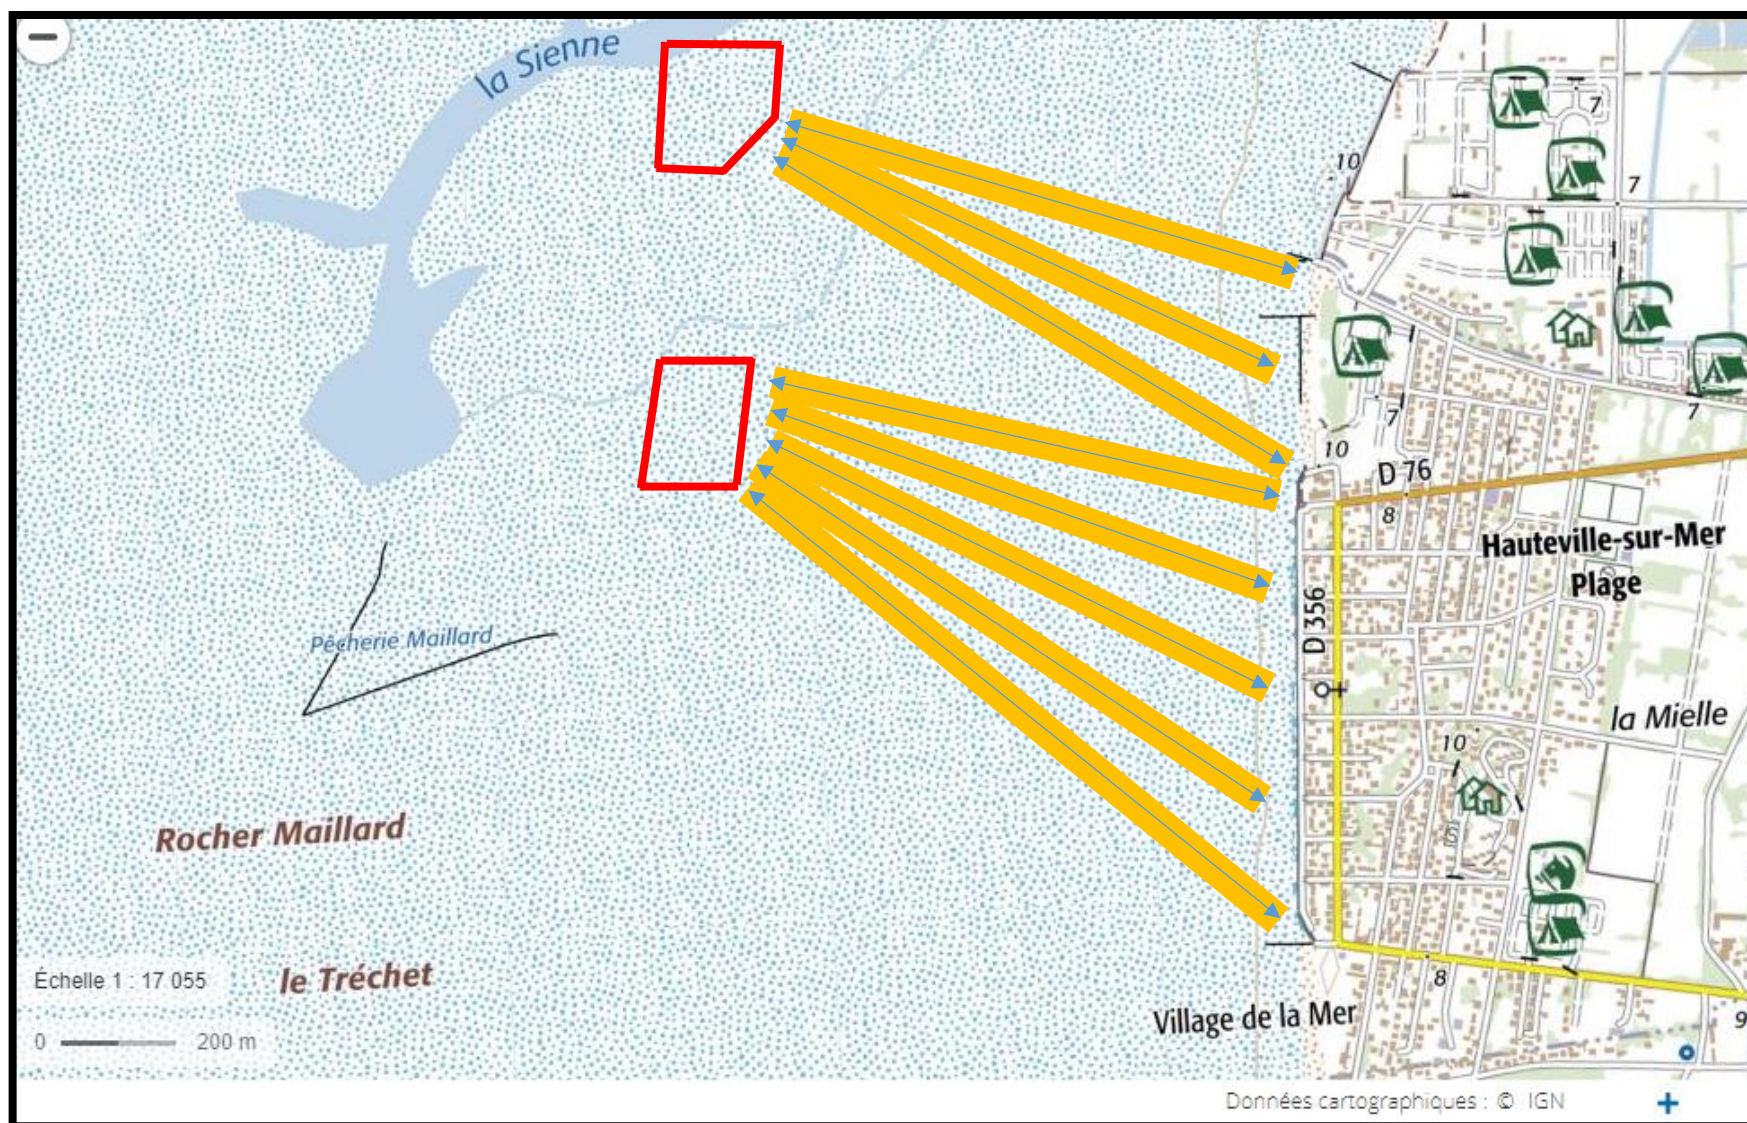 la Sienne
7
10
7
7
7
10
D 76
8
Hauteville-sur-Mer
Plage
D 356
Pêcherie Maillard
la Mielle
10
Rocher Maillard
le Tréchet
8
Échelle 1 : 17 055
Village de la Mer
9
0
200 m
Données cartographiques : © IGN